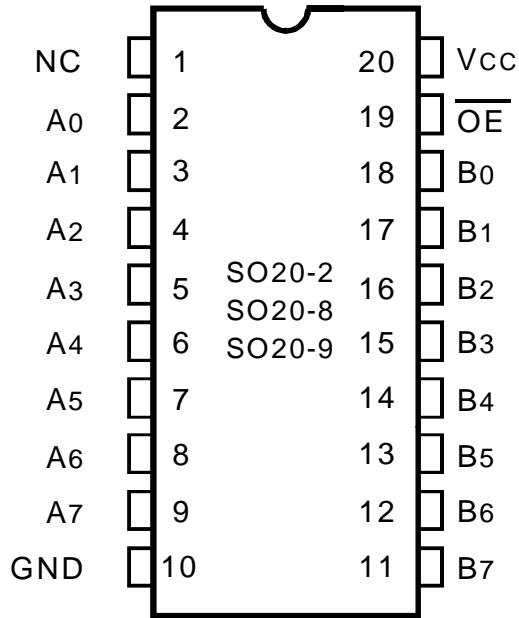 NC 1 20 VCC
A0 2 19 O̅E̅
A1 3 18 B0
A2 4 17 B1
A3 5 SO20-2 16 B2
SO20-8
A4 6 SO20-9 15 B3
A5 7 14 B4
A6 8 13 B5
A7 9 12 B6
GND 10 11 B7